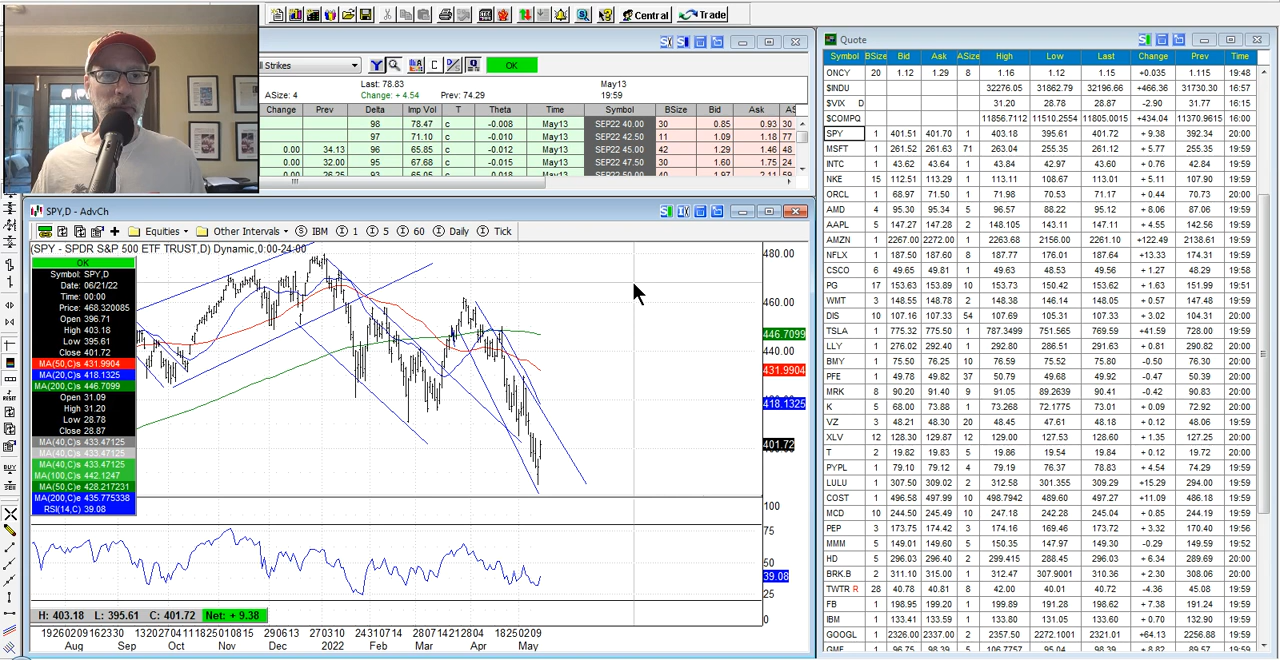 Central
Trade
l Strikes
C
OK
ASize: 4
Last: 78.83
Change: + 4.54
Prev: 74.29
May13
19:59
Change Prev Delta Imp Vol T Theta Time Symbol BSize Bid Ask AS
98 78.47 c -0.008 May13 SEP22 40.00 30 0.85 0.93 30
97 71.10 c -0.010 May13 SEP22 42.50 11 1.09 1.18 77
0.00 34.13 96 65.85 c -0.012 May13 SEP22 45.00 42 1.29 1.46 48
0.00 32.00 95 67.68 c -0.015 May13 SEP22 47.50 30 1.60 1.75 24
SPY,D - AdvCh
Equities Other Intervals IBM 1 5 60 Daily Tick
(SPY - SPDR S&P 500 ETF TRUST,D) Dynamic,0:00-24:00
OK
Symbol: SPY,D
Date: 06/21/22
Time: 00:00
Price: 468.320085
Open 396.71
High 403.18
Low 395.61
Close 401.72
MA(50,C)s 431.9904
MA(20,C)s 418.1325
MA(200,C)s 446.7099
Open 31.09
High 31.20
Low 28.78
Close 28.87
MA(40,C)s 433.47125
MA(40,C)s 433.47125
MA(40,C)s 433.47125
MA(100,C)s 442.1247
MA(50,C)e 428.217231
MA(200,C)e 435.775338
RSI(14,C) 39.08
480.00
460.00
446.7099
440.00
431.9904
418.1325
401.72
100
75
50
39.08
25
0
H: 403.18 L: 395.61 C: 401.72 Net: + 9.38
Aug Sep Oct Nov Dec 2022 Feb Mar Apr May
Quote
Symbol BSize Bid Ask ASize High Low Last Change Prev Time
ONCY 20 1.12 1.29 8 1.16 1.12 1.15 +0.035 1.115 19:48
$INDU 32276.05 31862.79 32196.66 +466.36 31730.30 16:57
$VIX D 31.20 28.78 28.87 -2.90 31.77 16:15
$COMPQ 11856.7112 11510.2554 11805.0015 +434.04 11370.9615 16:00
SPY 1 401.51 401.70 1 403.18 395.61 401.72 + 9.38 392.34 20:00
MSFT 1 261.52 261.63 71 263.04 255.35 261.12 + 5.77 255.35 19:59
INTC 1 43.62 43.64 1 43.84 42.97 43.60 + 0.76 42.84 19:59
NKE 15 112.51 113.29 1 113.11 108.67 113.01 + 5.11 107.90 19:59
ORCL 1 68.97 71.50 1 71.98 70.53 71.17 + 0.44 70.73 20:00
AMD 4 95.30 95.34 5 96.57 88.22 95.12 + 8.06 87.06 19:59
AAPL 5 147.27 147.28 2 148.105 143.11 147.11 + 4.55 142.56 19:59
AMZN 1 2267.00 2272.00 1 2263.68 2156.00 2261.10 +122.49 2138.61 19:59
NFLX 1 187.50 187.60 8 187.77 176.01 187.64 +13.33 174.31 19:59
CSCO 6 49.65 49.81 1 49.63 48.53 49.56 + 1.27 48.29 19:58
PG 17 153.63 153.89 10 153.73 150.42 153.62 + 1.63 151.99 19:51
WMT 3 148.55 148.78 2 148.38 146.14 148.05 + 0.57 147.48 19:59
DIS 10 107.16 107.33 54 107.45 104.45 107.33 + 3.02 104.31 20:00
TSLA 1 775.32 775.50 1 787.3499 751.565 769.59 +41.59 728.00 19:59
LLY 1 276.02 292.40 1 292.80 286.51 291.63 + 0.81 290.82 19:54
BMY 1 75.50 76.25 10 76.59 75.52 75.80 - 0.50 76.30 19:59
PFE 1 49.78 49.82 37 50.79 49.68 49.92 - 0.47 50.39 19:59
MRK 8 90.20 91.40 9 91.38 89.2639 90.41 - 0.42 90.83 19:59
K 5 68.00 73.88 1 73.268 72.1775 73.01 + 0.09 72.92 20:00
VZ 3 48.21 48.30 20 48.45 47.61 48.18 + 0.12 48.06 19:59
XLV 12 128.30 129.87 12 129.00 127.53 128.60 + 1.35 127.25 20:00
T 2 19.82 19.83 5 19.86 19.54 19.84 + 0.12 19.72 20:00
PYPL 1 79.10 79.12 4 79.19 76.37 78.83 + 4.54 74.29 19:59
LULU 1 307.50 309.02 2 312.58 301.355 309.29 +15.29 294.00 19:59
COST 1 496.58 497.99 10 498.7942 489.60 497.27 +11.09 486.18 19:59
MCD 10 244.50 245.49 10 247.18 242.28 245.04 + 0.85 244.19 19:59
PEP 3 173.75 174.42 3 174.16 169.46 173.72 + 3.32 170.40 19:56
MMM 5 149.01 149.60 5 150.35 147.97 149.30 -0.29 149.59 19:52
HD 5 296.03 296.40 2 299.415 288.45 296.03 + 6.34 289.69 20:00
BRK.B 2 311.10 315.00 1 312.47 307.9001 310.36 + 2.30 308.06 20:00
TWTR R 28 40.78 40.81 8 42.00 40.01 40.72 -4.36 45.08 19:59
FB 1 198.95 199.20 1 199.89 191.28 198.62 + 7.38 191.24 19:59
IBM 1 133.41 133.59 1 133.80 131.05 133.60 + 0.70 132.90 19:59
GOOGL 1 2326.00 2337.00 2 2357.50 2272.1001 2321.01 +64.13 2256.88 19:59